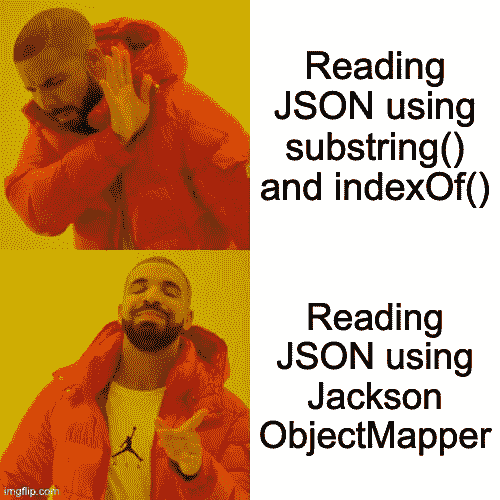 Reading
JSON using
substring()
and indexOf()
Reading
JSON using
Jackson
ObjectMapper
imgflip.com